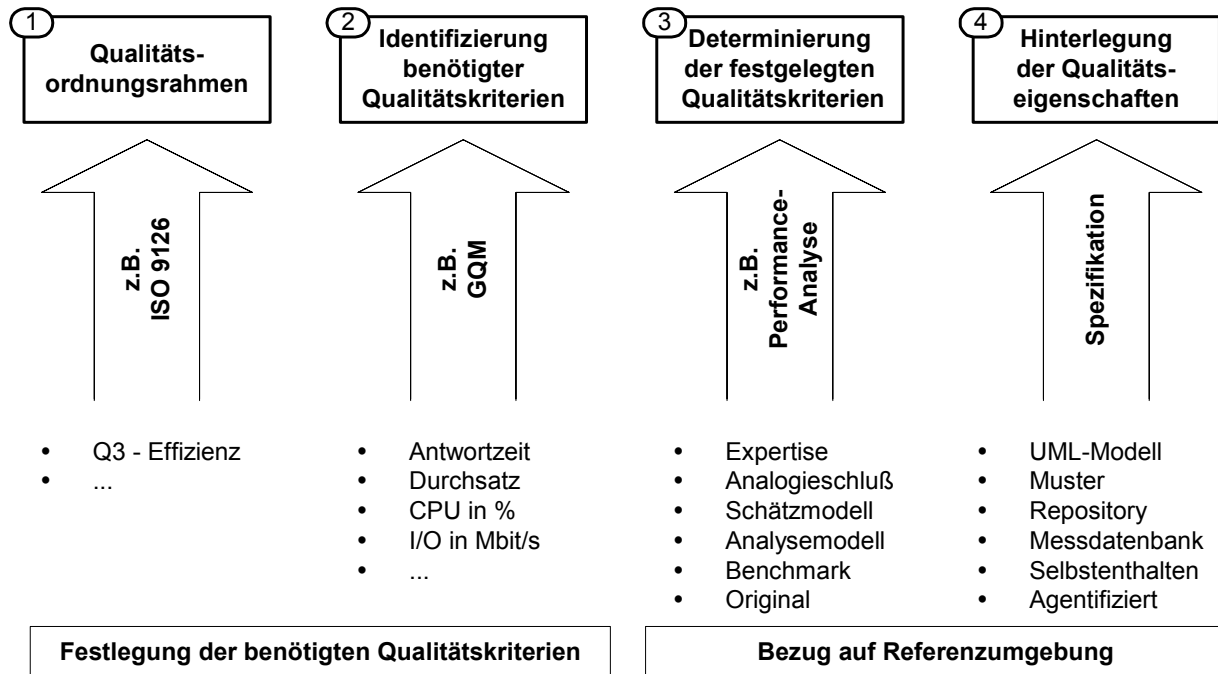 1
Qualitäts-
ordnungsrahmen
z.B.
ISO 9126
• Q3 - Effizienz
• ...
2
Identifizierung
benötigter
Qualitätskriterien
z.B.
GQM
• Antwortzeit
• Durchsatz
• CPU in %
• I/O in Mbit/s
• ...
3
Determinierung
der festgelegten
Qualitätskriterien
z.B.
Performance-
Analyse
• Expertise
• Analogieschluß
• Schätzmodell
• Analysemodell
• Benchmark
• Original
4
Hinterlegung
der Qualitäts-
eigenschaften
Spezifikation
• UML-Modell
• Muster
• Repository
• Messdatenbank
• Selbstenthalten
• Agentifiziert
Festlegung der benötigten Qualitätskriterien
Bezug auf Referenzumgebung